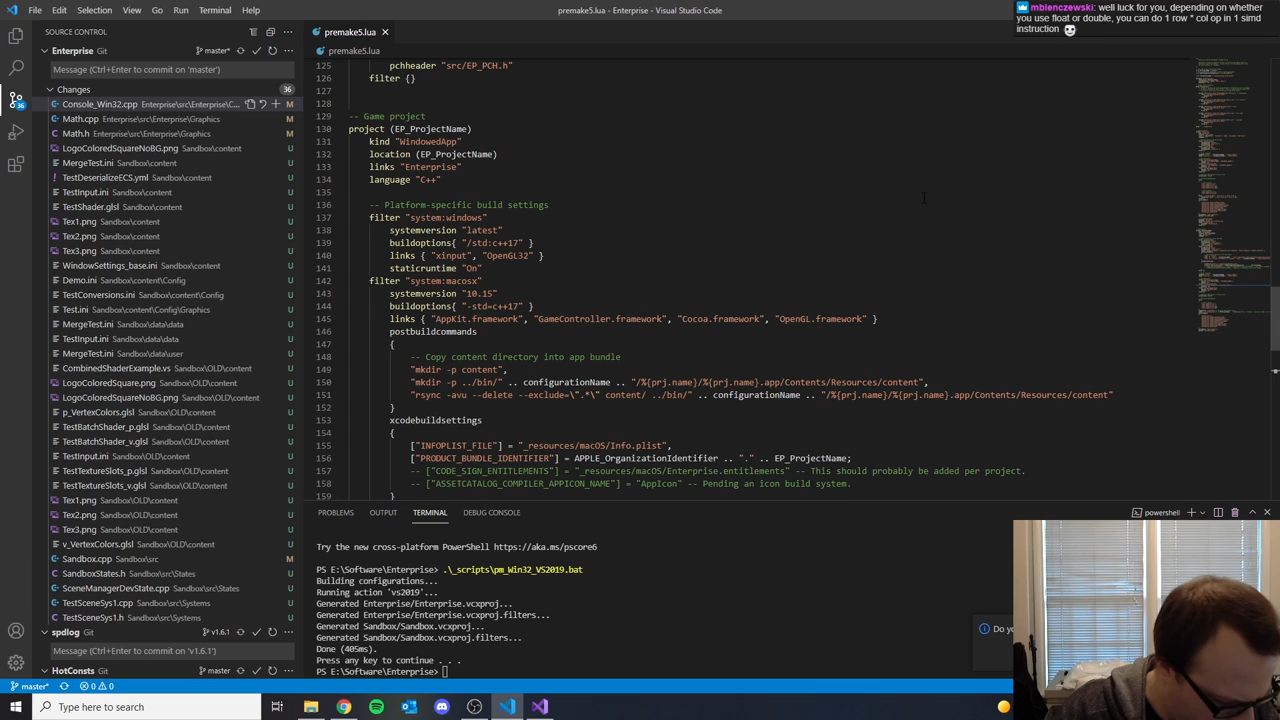 File Edit Selection View Go Run Terminal Help
premake5.lua - Enterprise - Visual Studio Code
mblenczewski: well luck for you, depending on whether
you use float or double, you can do 1 row * col op in 1 simd
instruction
SOURCE CONTROL
Enterprise Git
master*
Message (Ctrl+Enter to commit on 'master')
Changes 36
Console_Win32.cpp Enterprise\src\Enterprise\C... M
Math.cpp Enterprise\src\Enterprise\Graphics M
Math.h Enterprise\src\Enterprise\Graphics M
LogoColoredSquareNoBG.png Sandbox\content U
MergeTest.ini Sandbox\content U
TestDeserializeECS.yml Sandbox\content U
TestInput.ini Sandbox\content U
TestShader.glsl Sandbox\content U
Tex1.png Sandbox\content U
Tex2.png Sandbox\content U
Tex3.png Sandbox\content U
WindowSettings_base.ini Sandbox\content U
Demo.ini Sandbox\content\Config U
TestConversions.ini Sandbox\content\Config U
Test.ini Sandbox\content\Config\Graphics U
MergeTest.ini Sandbox\data\data U
TestInput.ini Sandbox\data\data U
MergeTest.ini Sandbox\data\user U
CombinedShaderExample.vs Sandbox\OLD U
LogoColoredSquare.png Sandbox\OLD\content U
LogoColoredSquareNoBG.png Sandbox\OLD\cont... U
p_VertexColors.glsl Sandbox\OLD\content U
TestBatchShader_p.glsl Sandbox\OLD\content U
TestBatchShader_v.glsl Sandbox\OLD\content U
TestInput.ini Sandbox\OLD\content U
TestTextureSlots_p.glsl Sandbox\OLD\content U
TestTextureSlots_v.glsl Sandbox\OLD\content U
Tex1.png Sandbox\OLD\content U
Tex2.png Sandbox\OLD\content U
Tex3.png Sandbox\OLD\content U
v_VertexColors.glsl Sandbox\OLD\content U
Sandbox.cpp Sandbox\src M
SandboxStates.h Sandbox\src\States U
SceneManagerDevState.cpp Sandbox\src\States U
TestSceneSys1.cpp Sandbox\src\Systems U
TestSceneSys1.h Sandbox\src\Systems U
spdlog Git
v1.6.1
Message (Ctrl+Enter to commit on 'v1.6.1')
HotConsts Git
master
36
premake5.lua
premake5.lua
125 pchheader "src/EP_PCH.h"
126 filter {}
127
128
129 -- Game project
130 project (EP_ProjectName)
131 kind "WindowedApp"
132 location (EP_ProjectName)
133 links "Enterprise"
134 language "C++"
135
136 -- Platform-specific build settings
137 filter "system:windows"
138 systemversion "latest"
139 buildoptions{ "/std:c++17" }
140 links { "xinput", "OpenGL32" }
141 staticruntime "On"
142 filter "system:macosx"
143 systemversion "10.15"
144 buildoptions{ "-std=c++17" }
145 links { "AppKit.framework", "GameController.framework", "Cocoa.framework", "OpenGL.framework" }
146 postbuildcommands
147 {
148 -- Copy content directory into app bundle
149 "mkdir -p content",
150 "mkdir -p ../bin/" .. configurationName .. "/%{prj.name}/%{prj.name}.app/Contents/Resources/content",
151 "rsync -avu --delete --exclude=\".*\" content/ ../bin/" .. configurationName .. "/%{prj.name}/%{prj.name}.app/Contents/Resources/content"
152 }
153 xcodebuildsettings
154 {
155 ["INFOPLIST_FILE"] = "_resources/macOS/Info.plist",
156 ["PRODUCT_BUNDLE_IDENTIFIER"] = APPLE_OrganizationIdentifier .. "." .. EP_ProjectName;
157 -- ["CODE_SIGN_ENTITLEMENTS"] = "_resources/macOS/Enterprise.entitlements" -- This should probably be added per project.
158 -- ["ASSETCATALOG_COMPILER_APPICON_NAME"] = "AppIcon" -- Pending an icon build system.
159 }
PROBLEMS OUTPUT TERMINAL DEBUG CONSOLE
powershell
Try the new cross-platform PowerShell https://aka.ms/pscore6
PS E:\Software\Enterprise> .\_scripts\pm_Win32_VS2019.bat
Building configurations...
Running action 'vs2019'...
Generated Enterprise/Enterprise.vcxproj...
Generated Enterprise/Enterprise.vcxproj.filters...
Generated Sandbox/Sandbox.vcxproj...
Generated Sandbox/Sandbox.vcxproj.filters...
Done (405ms).
Press any key to continue . . .
PS E:\Software\Enterprise>
master* 0 0
Type here to search